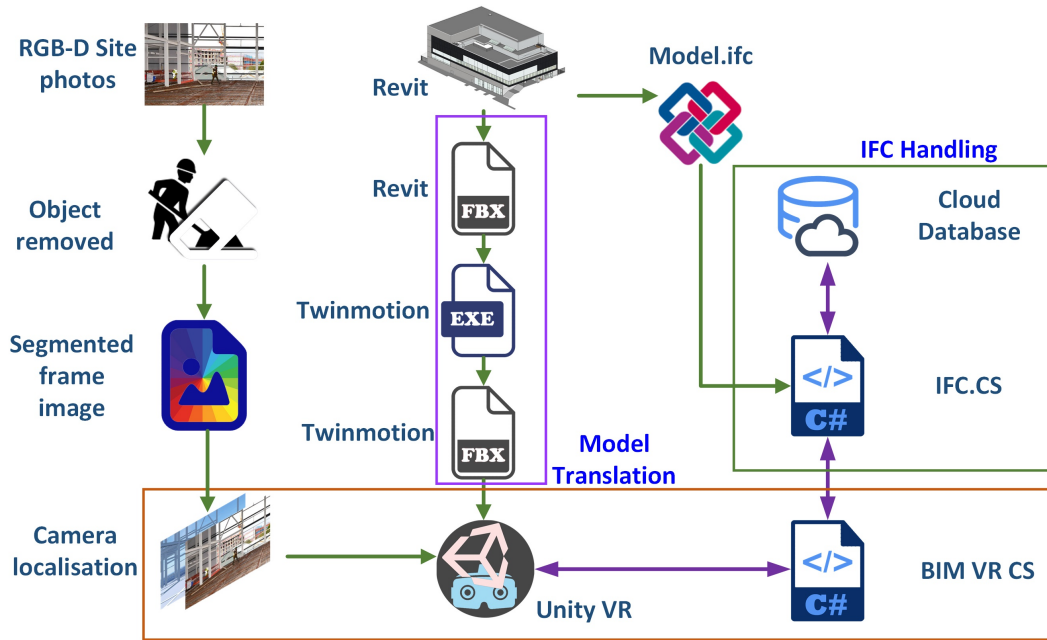 RGB-D Site
photos
Object
removed
Segmented
frame
image
Camera
localisation
Revit
Revit
FBX
Twinmotion
EXE
Twinmotion
FBX
Model
Translation
Unity VR
Model.ifc
IFC Handling
Cloud
Database
</>
C#
IFC.CS
</>
C#
BIM VR CS